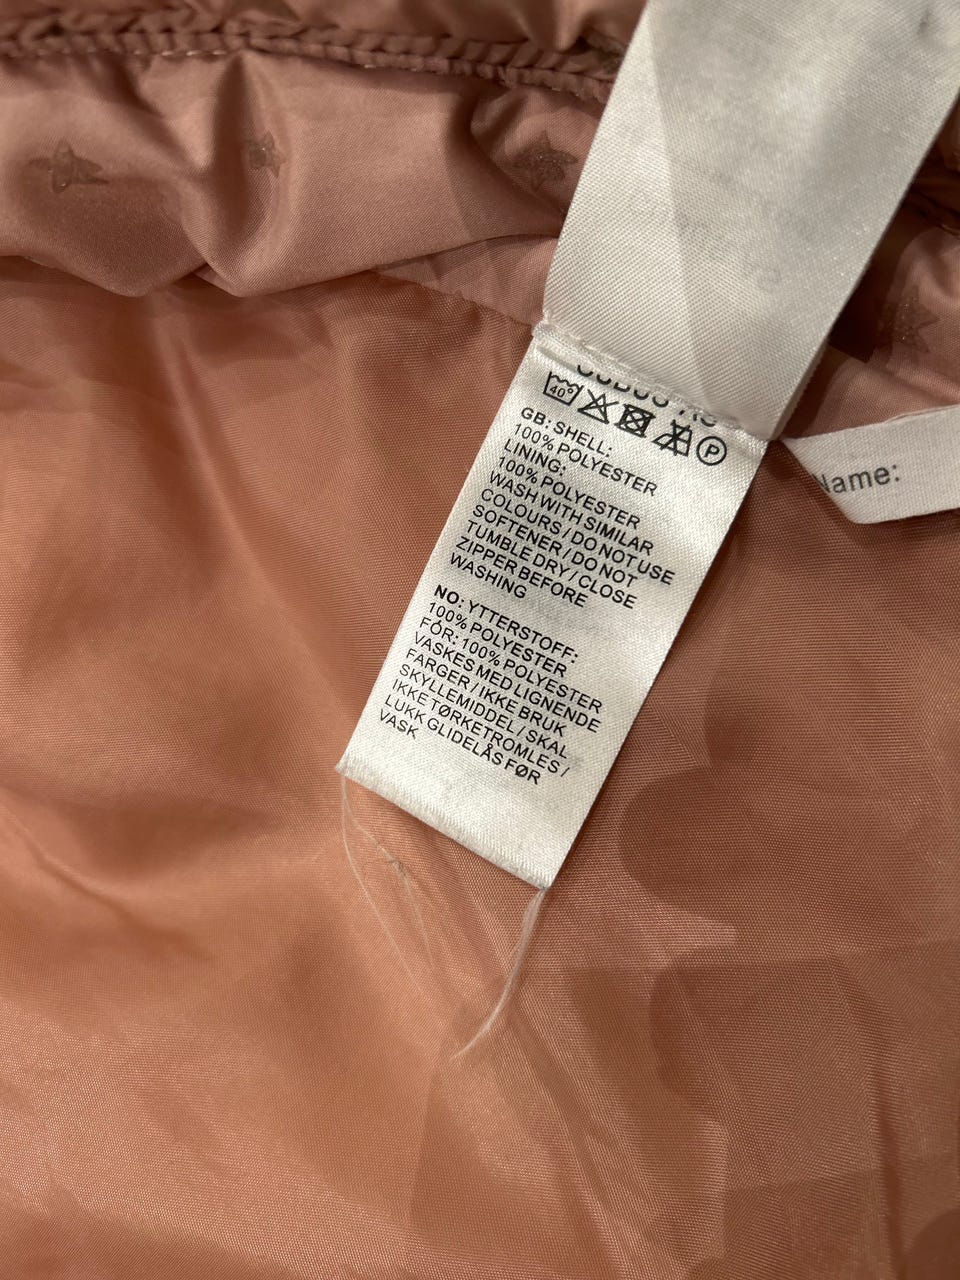 40°
P
GB: SHELL:
100% POLYESTER
LINING:
100% POLYESTER
WASH WITH SIMILAR
COLOURS / DO NOT USE
SOFTENER / DO NOT
TUMBLE DRY / CLOSE
ZIPPER BEFORE
WASHING
NO: YTTERSTOFF:
100% POLYESTER
FÓR: 100% POLYESTER
VASKES MED LIGNENDE
FARGER / IKKE BRUK
SKYLLEMIDDEL / SKAL
IKKE TØRKETROMLES /
LUKK GLIDELÅS FØR
VASK
Name: